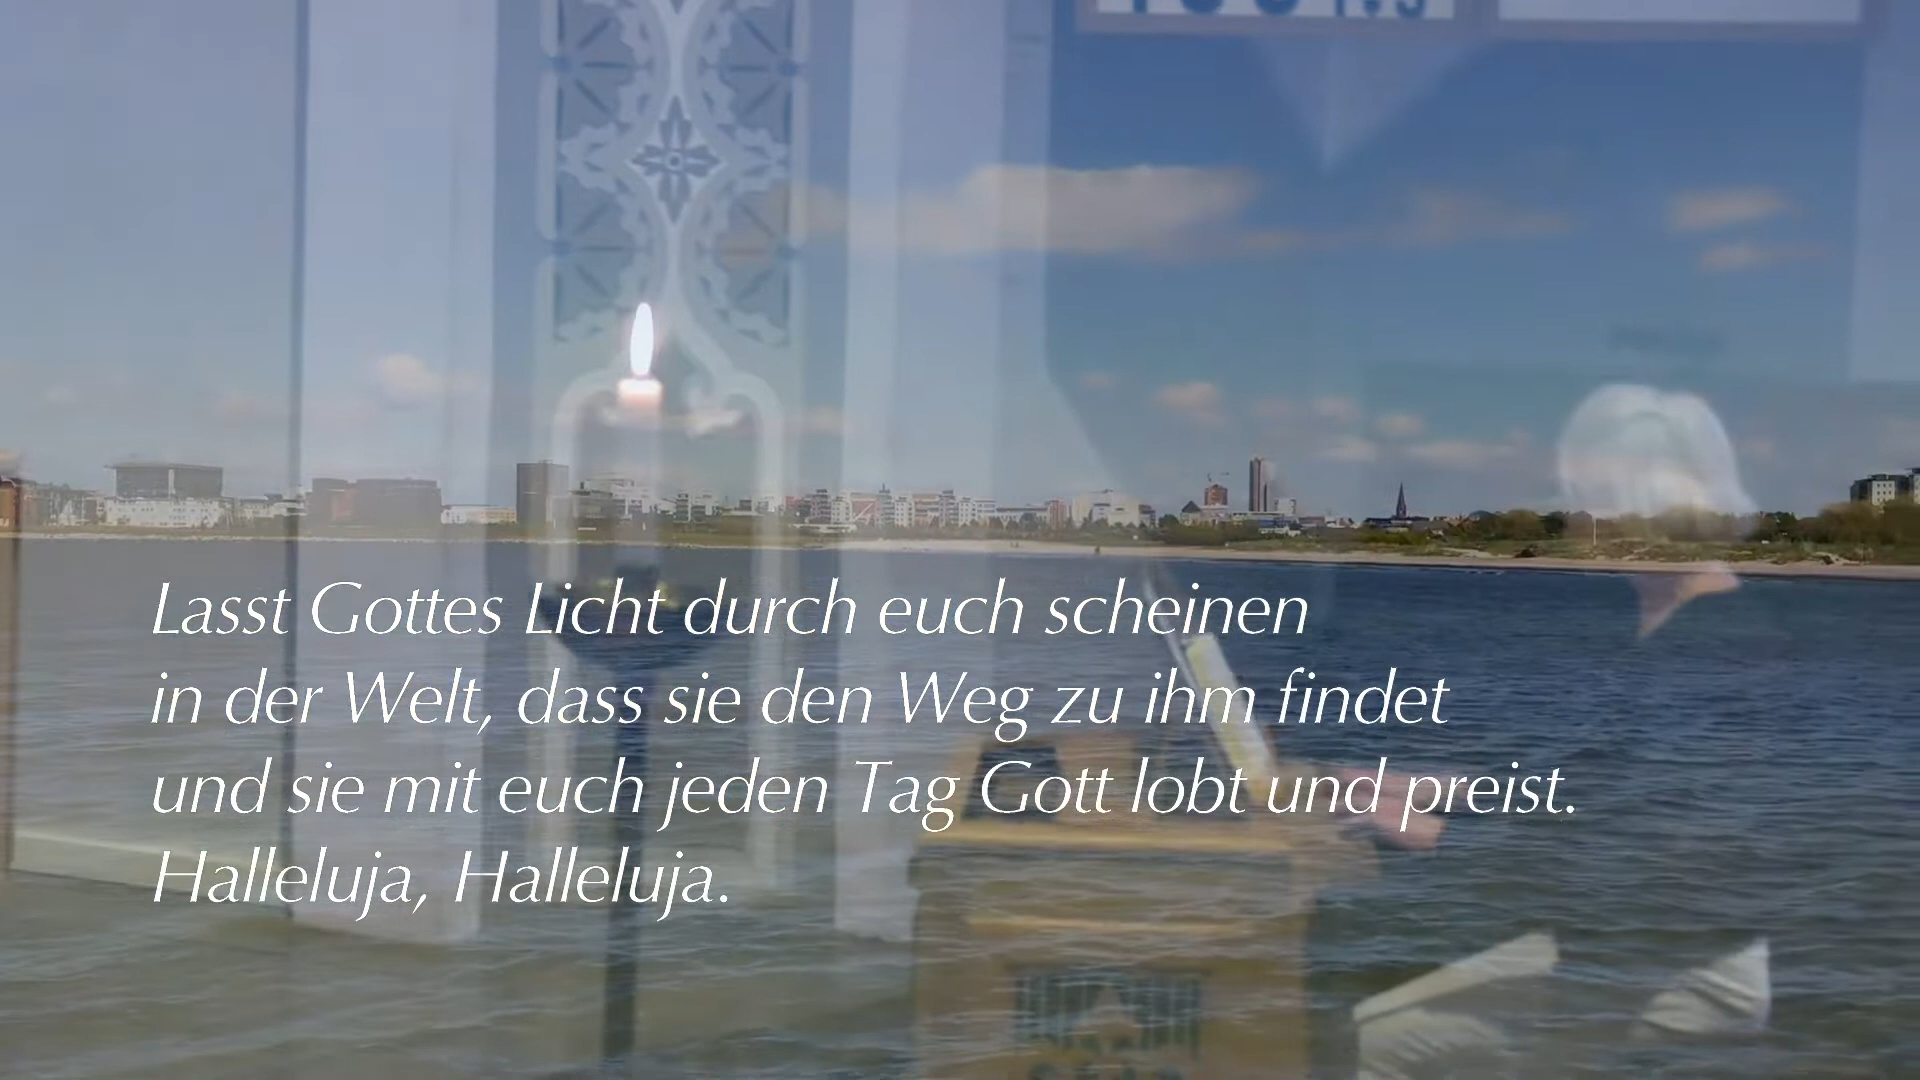 Lasst Gottes Licht durch euch scheinen
in der Welt, dass sie den Weg zu ihm findet
und sie mit euch jeden Tag Gott lobt und preist.
Halleluja, Halleluja.